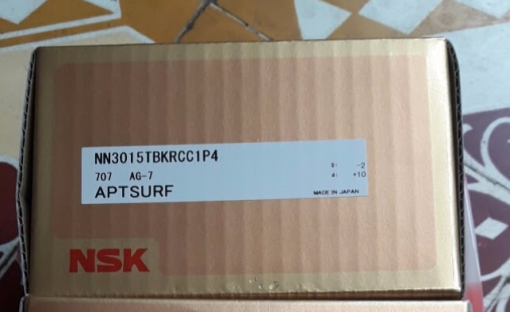 NN3015TBKRCC1P4
707 AG-7
-2
+10
APTSURF
MADE IN JAPAN
NSK